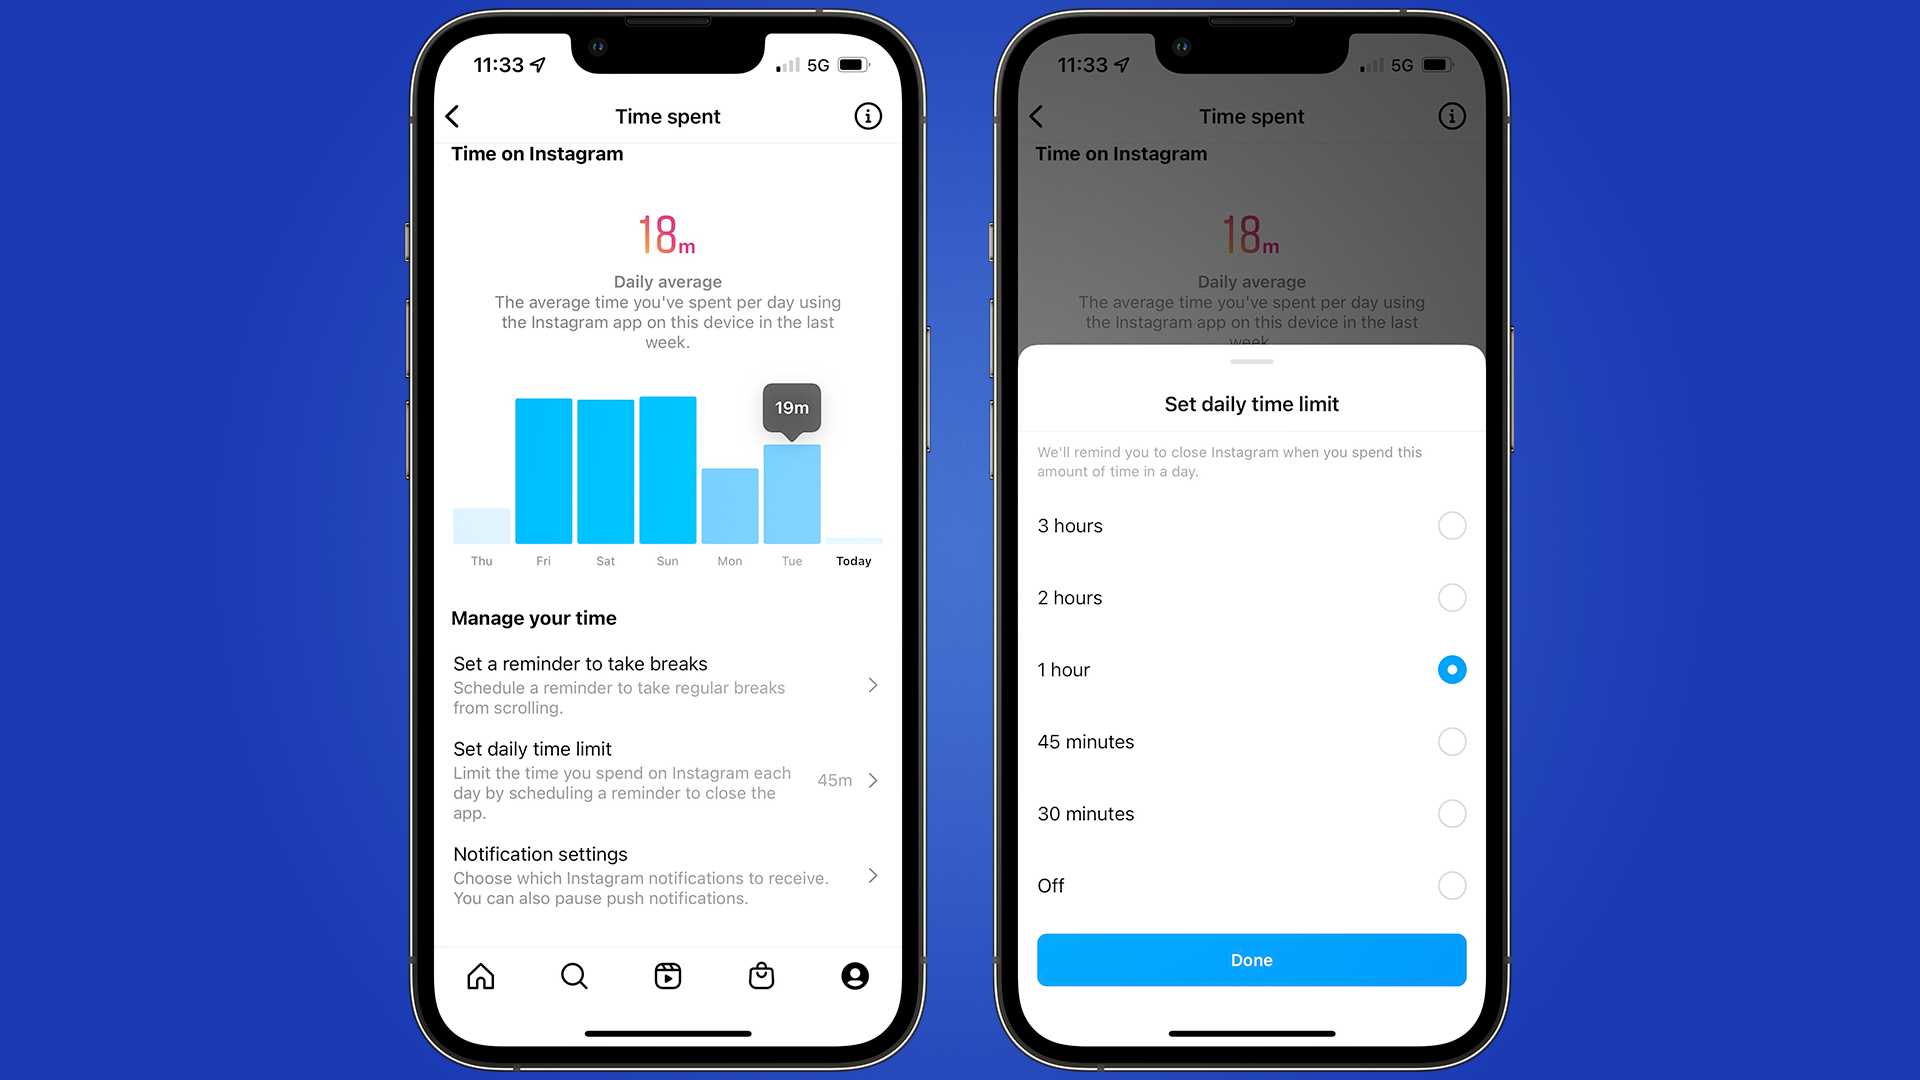 11:33
5G
Time spent
Time on Instagram
18m
Daily average
The average time you've spent per day using
the Instagram app on this device in the last
week.
19m
Thu Fri Sat Sun Mon Tue Today
Manage your time
Set a reminder to take breaks
Schedule a reminder to take regular breaks
from scrolling.
Set daily time limit
Limit the time you spend on Instagram each
day by scheduling a reminder to close the
app.
45m
Notification settings
Choose which Instagram notifications to receive.
You can also pause push notifications.
11:33
5G
Time spent
Time on Instagram
18m
Daily average
The average time you've spent per day using
the Instagram app on this device in the last
week.
Set daily time limit
We'll remind you to close Instagram when you spend this
amount of time in a day.
3 hours
2 hours
1 hour
45 minutes
30 minutes
Off
Done